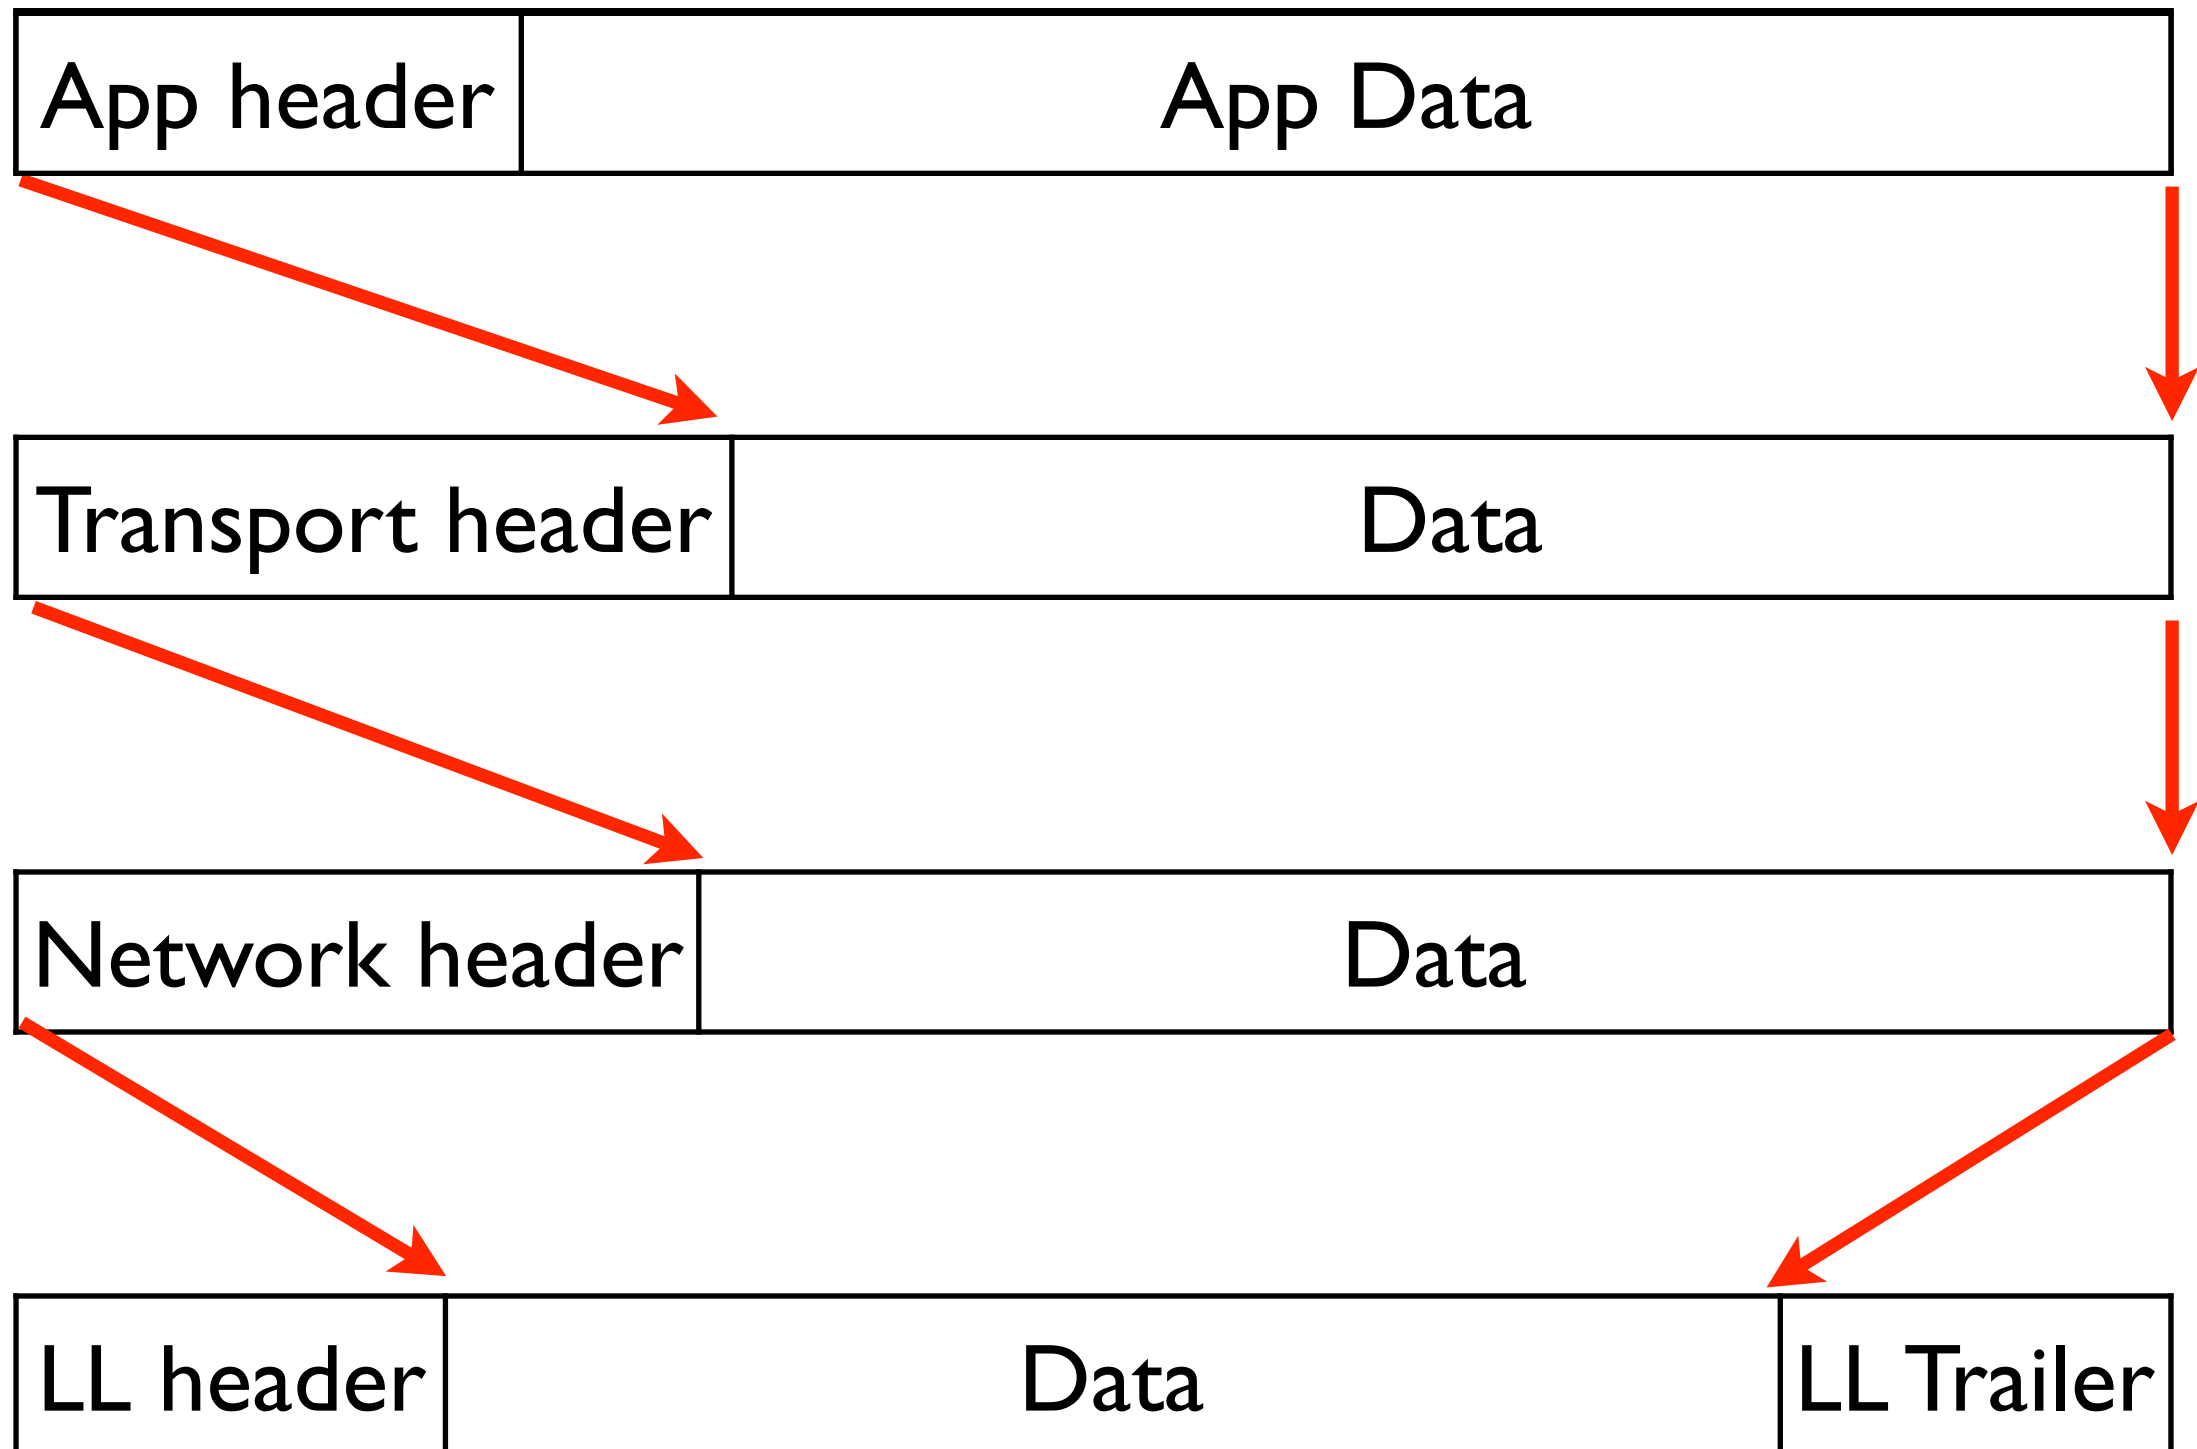 App header App Data
Transport header Data
Network header Data
LL header Data LL Trailer